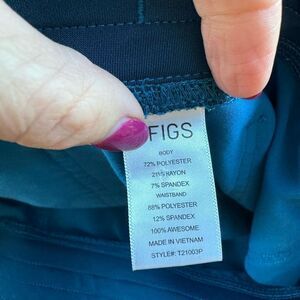 FIGS
BODY
72% POLYESTER
21% RAYON
7% SPANDEX
WAISTBAND
88% POLYESTER
12% SPANDEX
100% AWESOME
MADE IN VIETNAM
STYLE#: T21003P